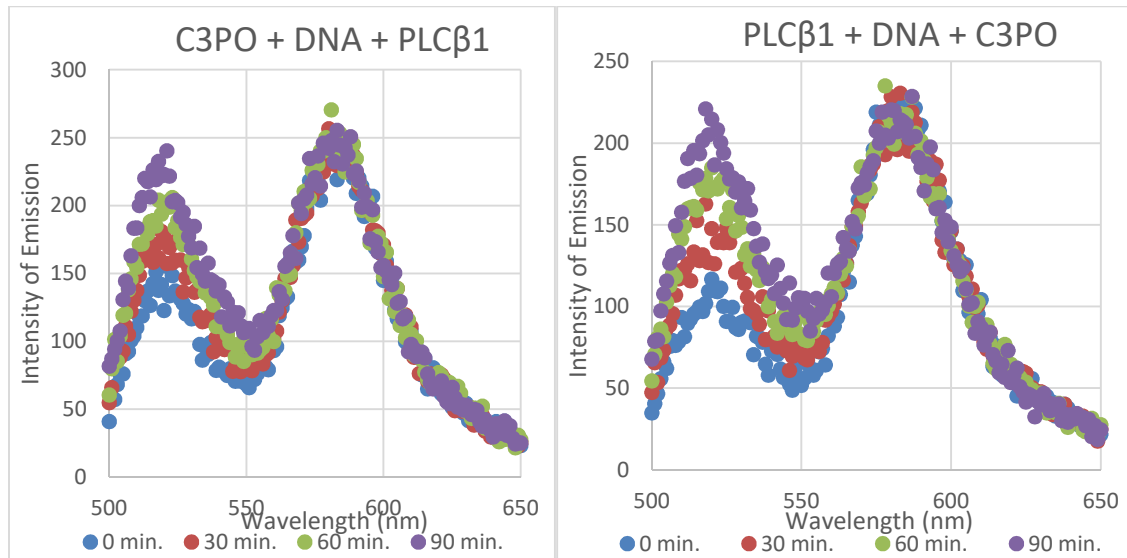 C3PO + DNA + PLCβ1
300
250
200
150
100
50
0
Intensity of Emission
500 550 600 650
Wavelength (nm)
0 min. 30 min. 60 min. 90 min.
PLCβ1 + DNA + C3PO
250
200
150
100
50
0
Intensity of Emission
500 550 600 650
Wavelength (nm)
0 min. 30 min. 60 min. 90 min.